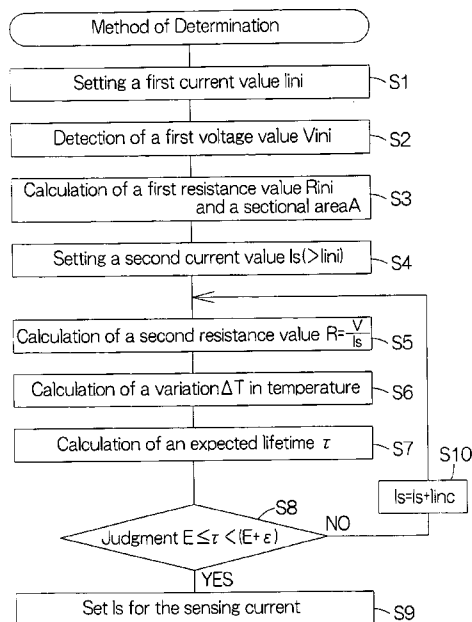 Method of Determination
Setting a first current value Iini
S1
Detection of a first voltage value Vini
S2
Calculation of a first resistance value Rini
and a sectional area A
S3
Setting a second current value Is(>Iini)
S4
Calculation of a second resistance value R=V/Is
S5
Calculation of a variation ΔT in temperature
S6
Calculation of an expected lifetime τ
S7
S10
Is=Is+Iinc
S8
Judgment E≤τ<(E+ε)
NO
YES
Set Is for the sensing current
S9